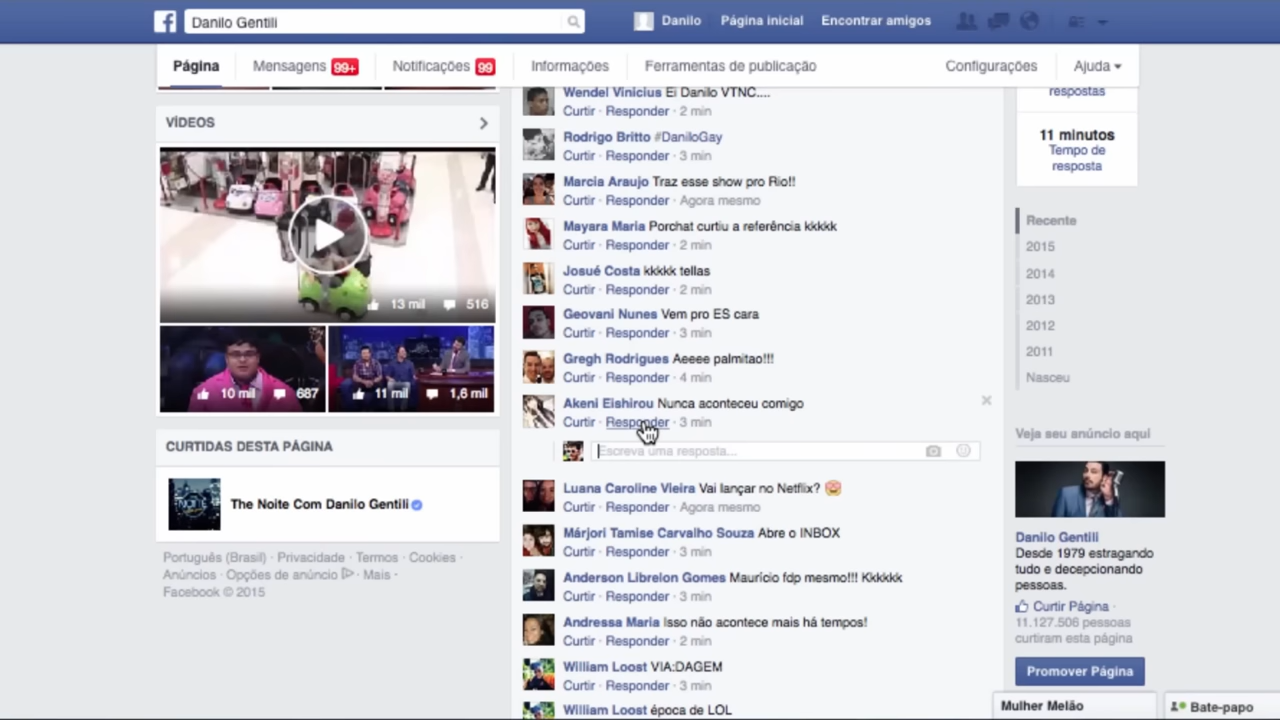 Danilo Gentili
Danilo Página inicial Encontrar amigos
Página Mensagens 99+ Notificações 99 Informações Ferramentas de publicação Configurações Ajuda
VÍDEOS
13 mil 516
10 mil 687
11 mil 1,6 mil
CURTIDAS DESTA PÁGINA
The Noite Com Danilo Gentili
Português (Brasil) · Privacidade · Termos · Cookies ·
Anúncios · Opções de anúncio · Mais ·
Facebook © 2015
Wendel Vinicius Ei Danilo VTNC....
Curtir · Responder · 2 min
Rodrigo Britto #DaniloGay
Curtir · Responder · 3 min
Marcia Araujo Traz esse show pro Rio!!
Curtir · Responder · Agora mesmo
Mayara Maria Porchat curtiu a referência kkkkk
Curtir · Responder · 2 min
Josué Costa kkkkk tellas
Curtir · Responder · 2 min
Geovani Nunes Vem pro ES cara
Curtir · Responder · 3 min
Gregh Rodrigues Aeeee palmitao!!!
Curtir · Responder · 4 min
Akeni Eishirou Nunca aconteceu comigo
Curtir · Responder · 3 min
Escreva uma resposta...
Luana Caroline Vieira Vai lançar no Netflix?
Curtir · Responder · Agora mesmo
Márjori Tamise Carvalho Souza Abre o INBOX
Curtir · Responder · 3 min
Anderson Librelon Gomes Maurício fdp mesmo!!! Kkkkkk
Curtir · Responder · 3 min
Andressa Maria Isso não acontece mais há tempos!
Curtir · Responder · 2 min
William Loost VIA:DAGEM
Curtir · Responder · 3 min
William Loost época de LOL
respostas
11 minutos
Tempo de
resposta
Recente
2015
2014
2013
2012
2011
Nasceu
Veja seu anúncio aqui
Danilo Gentili
Desde 1979 estragando
tudo e decepcionando
pessoas.
Curtir Página ·
11.127.506 pessoas
curtiram esta página
Promover Página
Mulher Melão
Bate-papo